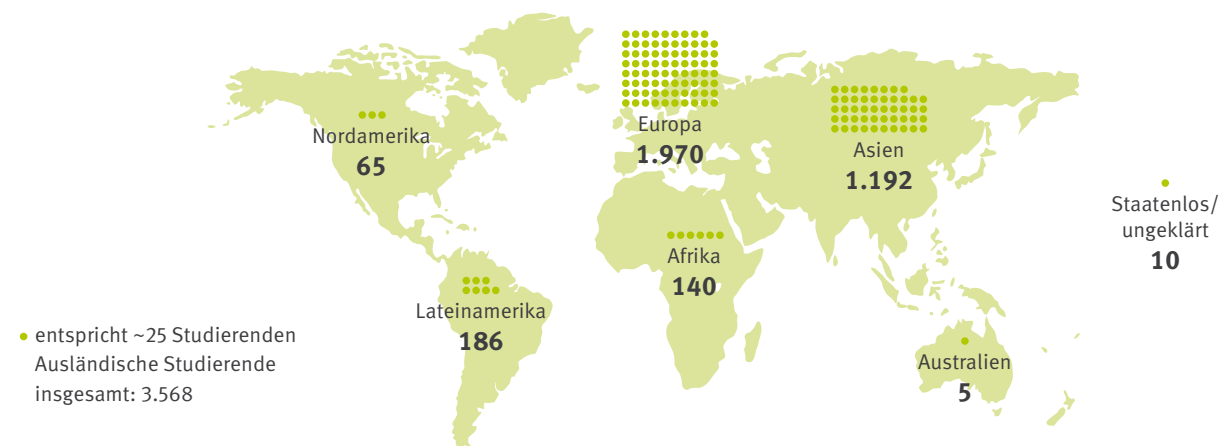 Nordamerika
65
Europa
1.970
Asien
1.192
Staatenlos/
ungeklärt
10
Afrika
140
Lateinamerika
186
Australien
5
entspricht ~25 Studierenden
Ausländische Studierende
insgesamt: 3.568